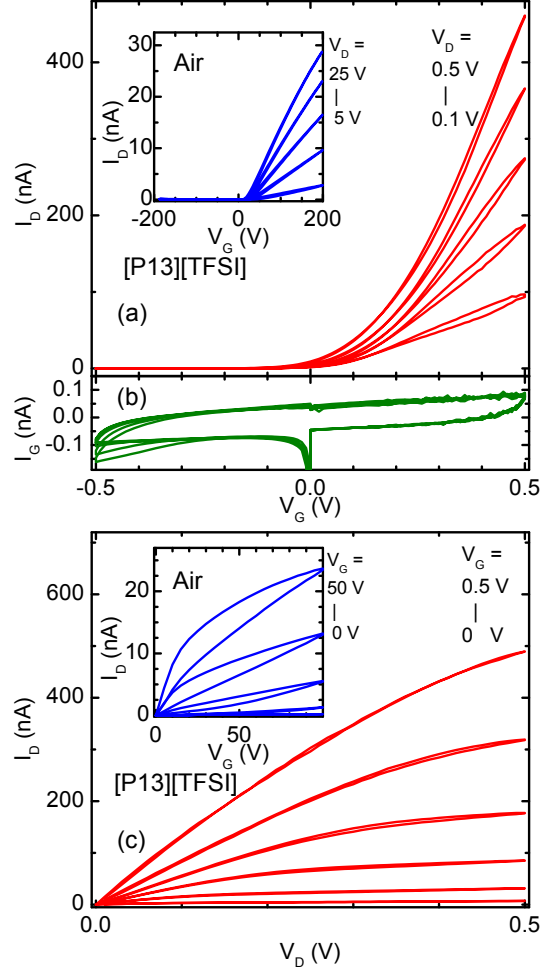 400
200
0
I_D (nA)
30
20
10
0
I_D (nA)
Air
-200
0
200
V_G (V)
V_D =
25 V
|
5 V
V_D
0.5 V
|
0.1 V
[P13][TFSI]
(a)
0.1
0.0
-0.1
I_G (nA)
(b)
-0.5
0.0
0.5
V_G (V)
600
400
200
0
I_D (nA)
20
10
0
I_D (nA)
Air
0
50
V_G (V)
V_G =
50 V
|
0 V
V_G =
0.5 V
|
0 V
[P13][TFSI]
(c)
0.0
0.5
V_D (V)